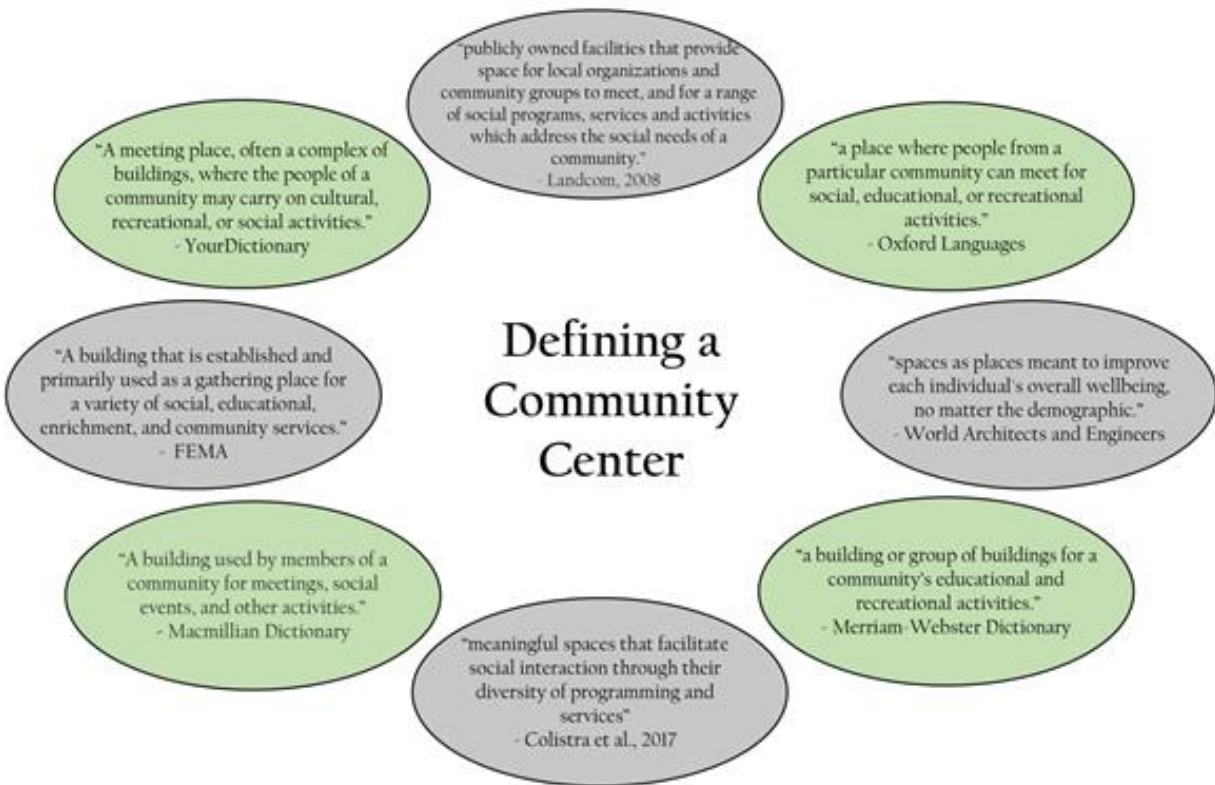 "publicly owned facilities that provide
space for local organizations and
community groups to meet, and for a range
of social programs, services and activities
which address the social needs of a
community."
- Landcom, 2008
"A meeting place, often a complex of
buildings, where the people of a
community may carry on cultural,
recreational, or social activities."
- YourDictionary
"a place where people from a
particular community can meet for
social, educational, or recreational
activities."
- Oxford Languages
"A building that is established and
primarily used as a gathering place for
a variety of social, educational,
enrichment, and community services."
- FEMA
Defining a
Community
Center
"spaces as places meant to improve
each individual's overall wellbeing,
no matter the demographic."
- World Architects and Engineers
"A building used by members of a
community for meetings, social
events, and other activities."
- Macmillian Dictionary
"a building or group of buildings for a
community's educational and
recreational activities."
- Merriam-Webster Dictionary
"meaningful spaces that facilitate
social interaction through their
diversity of programming and
services"
- Colistra et al., 2017